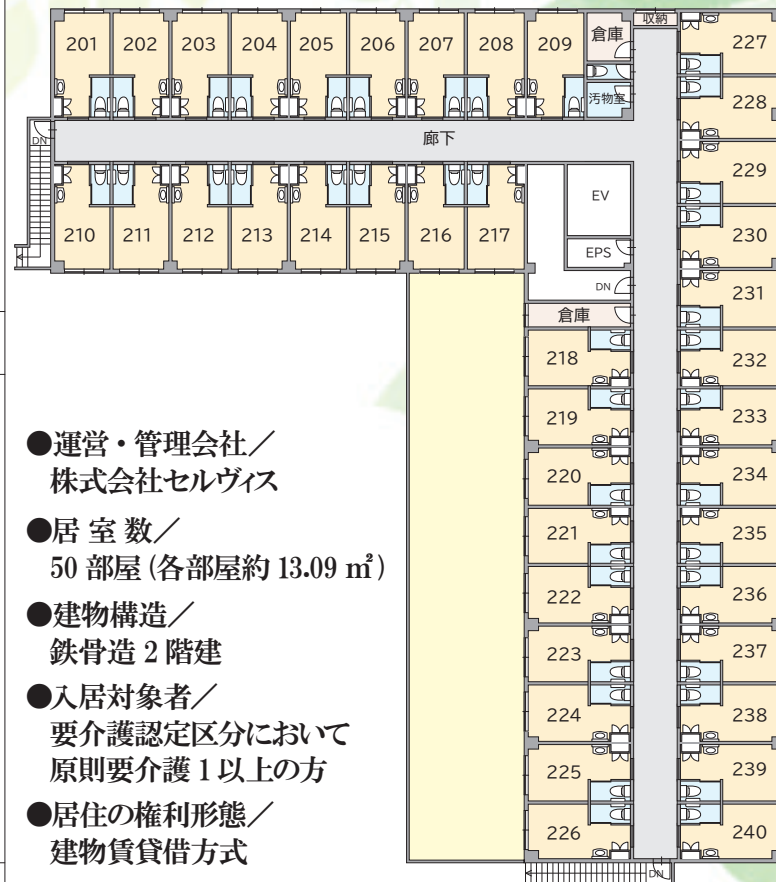 201 202 203 204 205 206 207 208 209 倉庫 収納 227
汚物室
228
DN 廊下
229
EV
210 211 212 213 214 215 216 217 230
EPS
DN
231
倉庫
218 232
219 233
220 234
221 235
222 236
223 237
224 238
225 239
226 240
DN
●運営・管理会社／
株式会社セルヴィス
●居 室 数／
50 部屋（各部屋約 13.09 ㎡）
●建物構造／
鉄骨造 2 階建
●入居対象者／
要介護認定区分において
原則要介護 1 以上の方
●居住の権利形態／
建物賃貸借方式